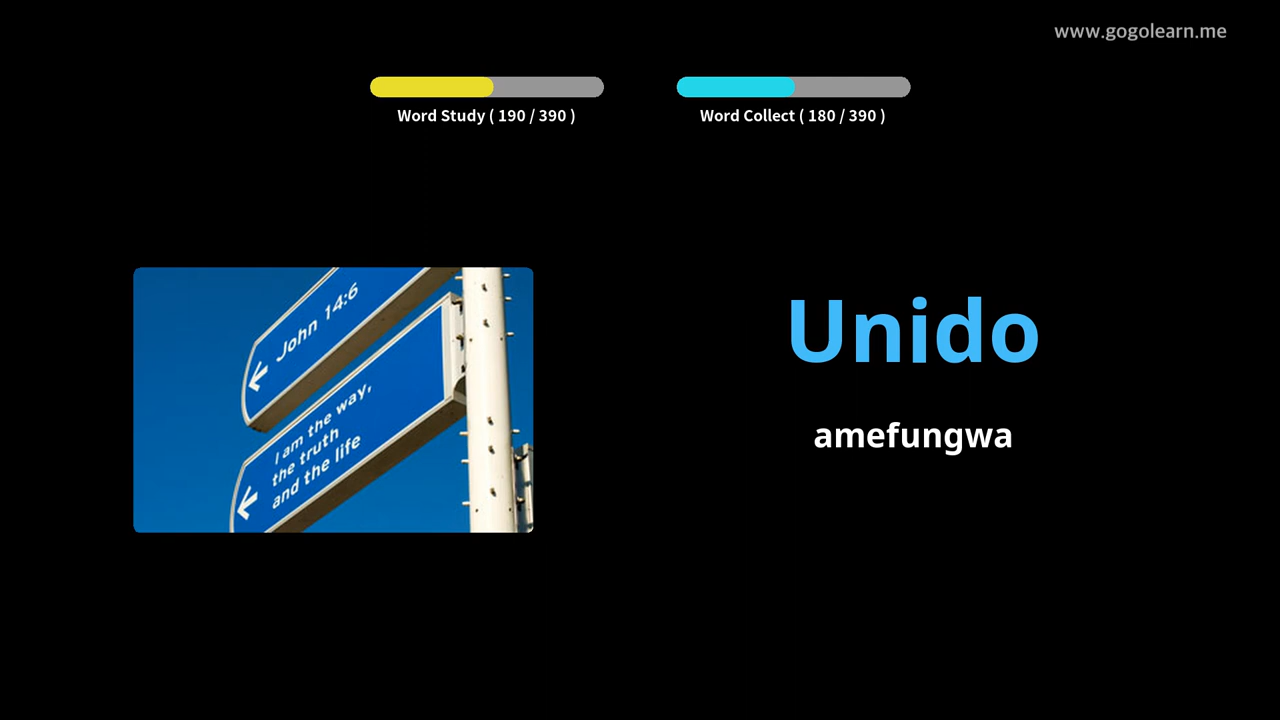 www.gogolearn.me
Word Study ( 190 / 390 )
Word Collect ( 180 / 390 )
John 14:6
I am the way,
the truth
and the life
Unido
amefungwa